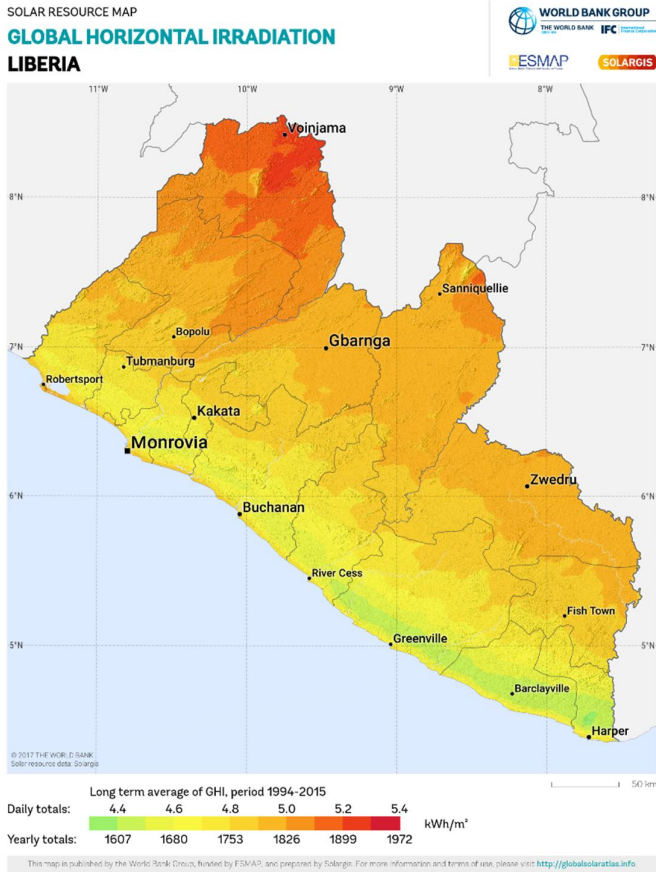 SOLAR RESOURCE MAP
GLOBAL HORIZONTAL IRRADIATION
LIBERIA
WORLD BANK GROUP
THE WORLD BANK
IFC International Finance Corporation
ESMAP
SOLARGIS
11°W 10°W 9°W 8°W
Voinjama
8°N 8°N
Sanniquellie
Bopolu
7°N Gbarnga 7°N
Tubmanburg
Robertsport
Kakata
Monrovia
Zwedru
6°N 6°N
Buchanan
River Cess
Fish Town
5°N Greenville 5°N
Barclayville
Harper
© 2017 THE WORLD BANK
Solar resource data: Solargis
50 km
Long term average of GHI, period 1994-2015
Daily totals: 4.4 4.6 4.8 5.0 5.2 5.4
kWh/m²
Yearly totals: 1607 1680 1753 1826 1899 1972
This map is published by the World Bank Group, funded by ESMAP, and prepared by Solargis. For more information and terms of use, please visit http://globalsolaratlas.info